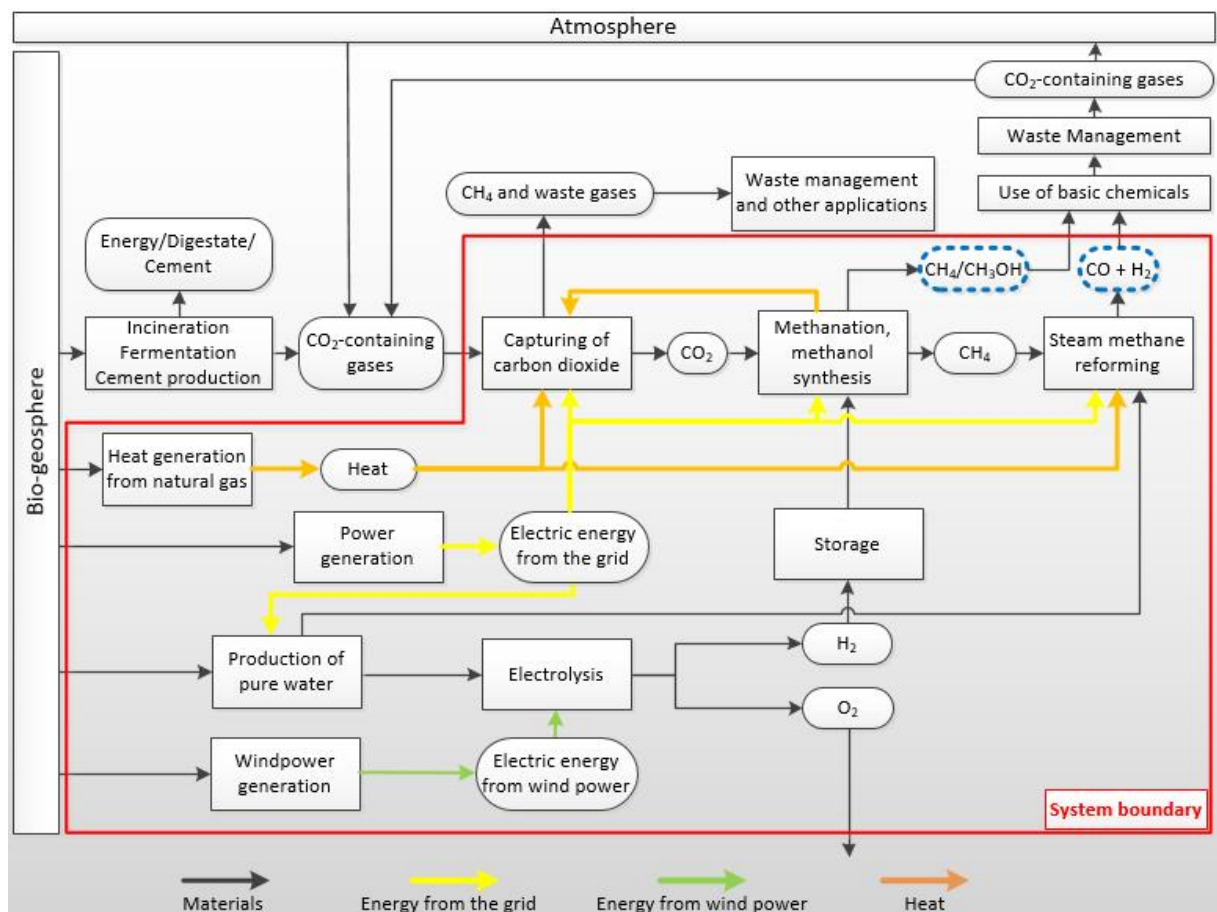 Atmosphere
Bio-geosphere
CO₂-containing gases
Waste Management
Use of basic chemicals
CH₄ and waste gases
Waste management
and other applications
Energy/Digestate/
Cement
CH₄/CH₃OH
CO + H₂
Incineration
Fermentation
Cement production
CO₂-containing
gases
Capturing of
carbon dioxide
CO₂
Methanation,
methanol
synthesis
CH₄
Steam methane
reforming
Heat generation
from natural gas
Heat
Power
generation
Electric energy
from the grid
Storage
Production of
pure water
Electrolysis
H₂
O₂
Windpower
generation
Electric energy
from wind power
System boundary
Materials
Energy from the grid
Energy from wind power
Heat